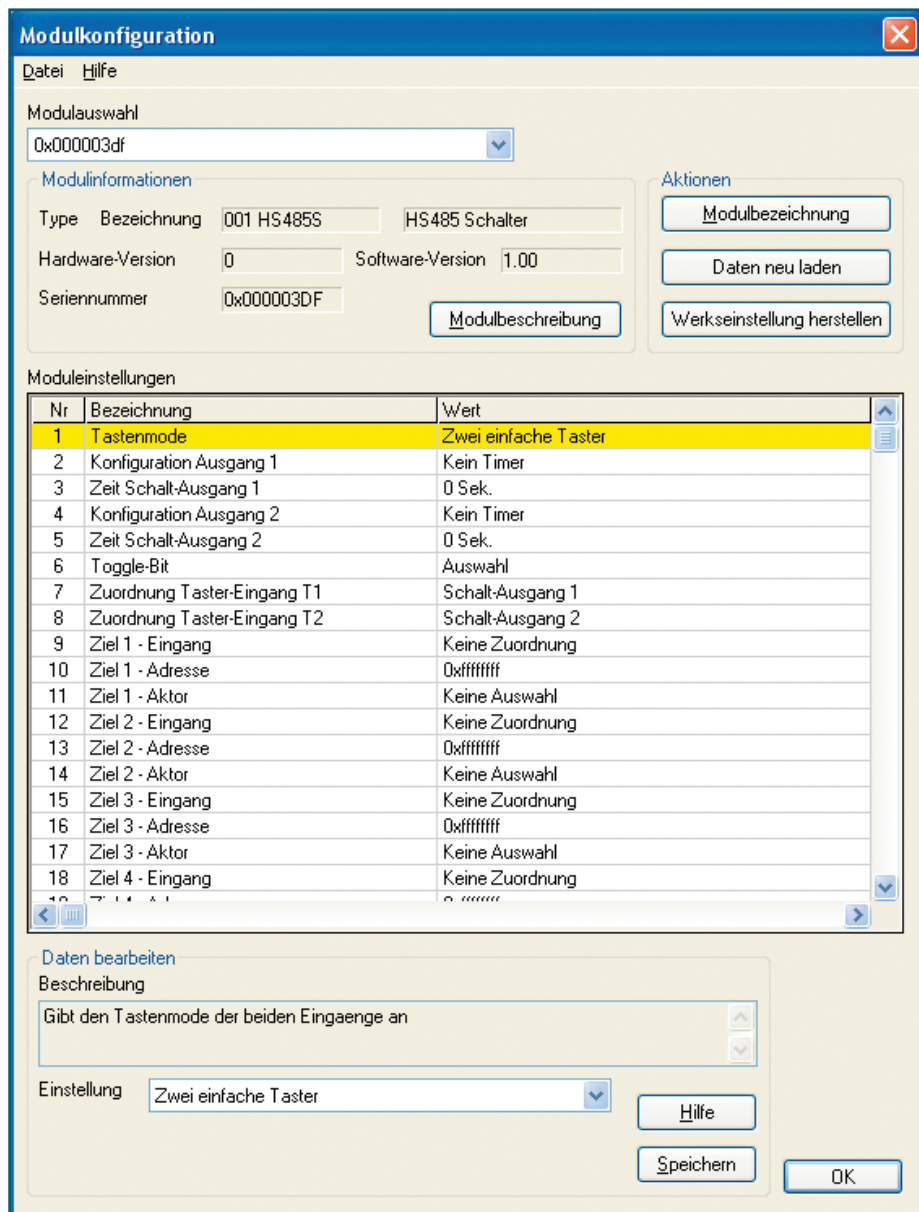 Modulkonfiguration
Datei Hilfe
Modulauswahl
0x000003df
Modulinformationen
Type Bezeichnung 001 HS485S HS485 Schalter
Hardware-Version 0 Software-Version 1.00
Seriennummer 0x000003DF
Modulbeschreibung
Aktionen
Modulbezeichnung
Daten neu laden
Werkseinstellung herstellen
Moduleinstellungen
Nr Bezeichnung Wert
1 Tastenmode Zwei einfache Taster
2 Konfiguration Ausgang 1 Kein Timer
3 Zeit Schalt-Ausgang 1 0 Sek.
4 Konfiguration Ausgang 2 Kein Timer
5 Zeit Schalt-Ausgang 2 0 Sek.
6 Toggle-Bit Auswahl
7 Zuordnung Taster-Eingang T1 Schalt-Ausgang 1
8 Zuordnung Taster-Eingang T2 Schalt-Ausgang 2
9 Ziel 1 - Eingang Keine Zuordnung
10 Ziel 1 - Adresse 0xffffffff
11 Ziel 1 - Aktor Keine Auswahl
12 Ziel 2 - Eingang Keine Zuordnung
13 Ziel 2 - Adresse 0xffffffff
14 Ziel 2 - Aktor Keine Auswahl
15 Ziel 3 - Eingang Keine Zuordnung
16 Ziel 3 - Adresse 0xffffffff
17 Ziel 3 - Aktor Keine Auswahl
18 Ziel 4 - Eingang Keine Zuordnung
Daten bearbeiten
Beschreibung
Gibt den Tastenmode der beiden Eingaenge an
Einstellung Zwei einfache Taster
Hilfe
Speichern
OK